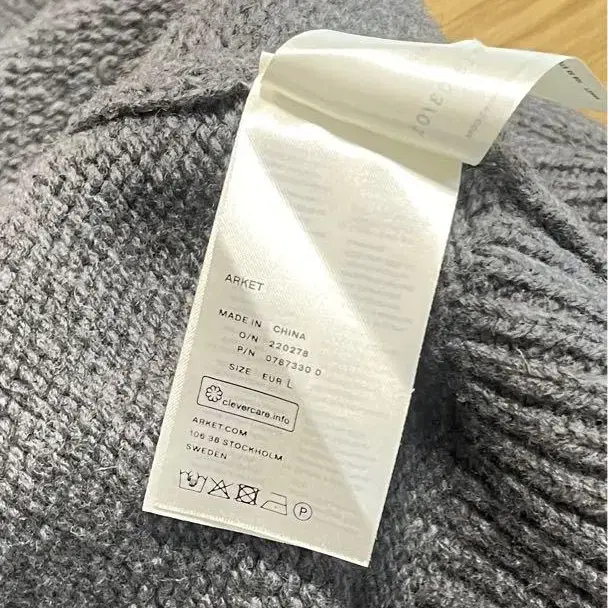 ARKET
MADE IN CHINA
O/N 220278
P/N 0787330 0
SIZE EUR L
clevercare.info
ARKET.COM
106 38 STOCKHOLM
SWEDEN
P